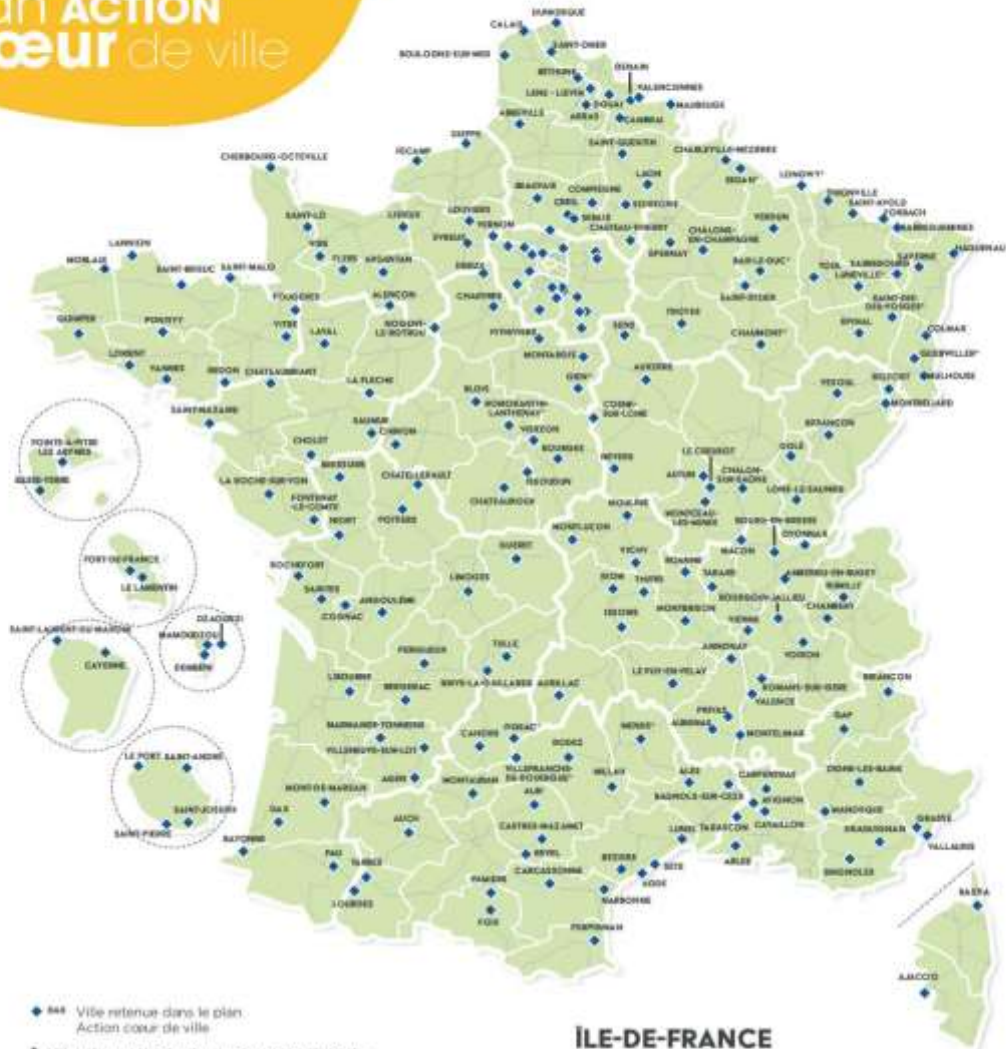 an ACTION
cœur de ville
DUNKERQUE
CALAIS
SAINT-OMER
BOULOGNE-SUR-MER
DENAIN
BÉTHUNE
VALENCIENNES
LENS - LIÉVIN
DOUAI
MAUBEUGE
ABBEVILLE
ARRAS
CAMBRAI
DIEPPE
SAINT-QUENTIN
CHERBOURG-OCTEVILLE
FÉCAMP
CHARLEVILLE-MÉZIÈRES
LAON
SEDAN*
LONGWY*
BEAUVAIS
COMPIÈGNE
THIONVILLE
SAINT-AVOLD
CREIL
SOISSONS
FORBACH
SAINT-LÔ
LISIEUX
LOUVIERS
VERNON
SENLIS
CHÂTEAU-THIERRY
VERDUN
SARREGUEMINES
CHÂLONS-
EN-CHAMPAGNE
VIRE
ÉVREUX
ÉPERNAY
HAGUENAU
LANNION
FLERS
ARGENTAN
DREUX
BAR-LE-DUC*
TOUL
SARREBOURG
SAVERNE
MORLAIX
SAINT-BRIEUC
SAINT-MALO
LUNÉVILLE*
SAINT-DIZIER
FOUGÈRES
ALENÇON
CHARTRES
SAINT-DIÉ-
DES-VOSGES*
QUIMPER
PONTIVY
VITRÉ
LAVAL
NOGENT-
LE-ROTROU
PITHIVIERS
SENS
TROYES
CHAUMONT*
ÉPINAL
COLMAR
LORIENT
MONTARGIS
GUEBWILLER*
VANNES
REDON
CHÂTEAUBRIANT
LA FLÈCHE
GIEN*
AUXERRE
VESOUL
BELFORT
MULHOUSE
BLOIS
MONTBÉLIARD
SAINT-NAZAIRE
ROMORANTIN-
LANTHENAY*
COSNE-
SUR-LOIRE
SAUMUR
CHINON
VIERZON
BESANÇON
POINTE-À-PITRE
LES ABYMES
CHOLET
BOURGES
NEVERS
LE CREUSOT
DOLE
BASSE-TERRE
BRESSUIRE
AUTUN
CHALON-
SUR-SAÔNE
LA ROCHE-SUR-YON
CHÂTELLERAULT
ISSOUDUN
LONS-LE-SAUNIER
FONTENAY
-LE-COMTE
CHÂTEAUROUX
MOULINS
MONTCEAU-
LES-MINES
NIORT
POITIERS
MONTLUÇON
BOURG-EN-BRESSE
OYONNAX
FORT-DE-FRANCE
GUÉRET
VICHY
ROANNE
MÂCON
ROCHEFORT
LIMOGES
RIOM
THIERS
TARARE
AMBÉRIEU-EN-BUGEY
LE LAMENTIN
SAINTES
RUMILLY
ANGOULÊME
BOURGOIN-JALLIEU
COGNAC
ISSOIRE
MONTBRISON
CHAMBÉRY
SAINT-LAURENT-DU-MARONI
DZAOUDZI
MAMOUDZOU
VIENNE
CAYENNE
DEMBENI
PÉRIGUEUX
TULLE
ANNONAY
VOIRON
LIBOURNE
BERGERAC
BRIVE-LA-GAILLARDE
AURILLAC
LE PUY-EN-VELAY
ROMANS-SUR-ISÈRE
BRIANÇON
VALENCE
PRIVAS
MARMANDE-TONNEINS
CAHORS
FIGEAC*
MENDE*
AUBENAS
GAP
VILLENEUVE-SUR-LOT
RODEZ
MONTÉLIMAR
LE PORT
SAINT-ANDRÉ
AGEN
MONTAUBAN
VILLEFRANCHE-
DE-ROUERGUE*
MILLAU
ALÈS
CARPENTRAS
DIGNE-LES-BAINS
MONT-DE-MARSAN
ALBI
BAGNOLS-SUR-CÈZE
AVIGNON
MANOSQUE
DAX
AUCH
SAINT-JOSEPH
CASTRES-MAZAMET
LUNEL
TARASCON
CAVAILLON
DRAGUIGNAN
GRASSE
SAINT-PIERRE
BAYONNE
VALLAURIS
PAU
TARBES
REVEL
BÉZIERS
SÈTE
ARLES
BRIGNOLES
PAMIERS
CARCASSONNE
AGDE
LOURDES
NARBONNE
BASTIA
FOIX
PERPIGNAN
AJACCIO
Ville retenue dans le plan
Action cœur de ville
ÎLE-DE-FRANCE